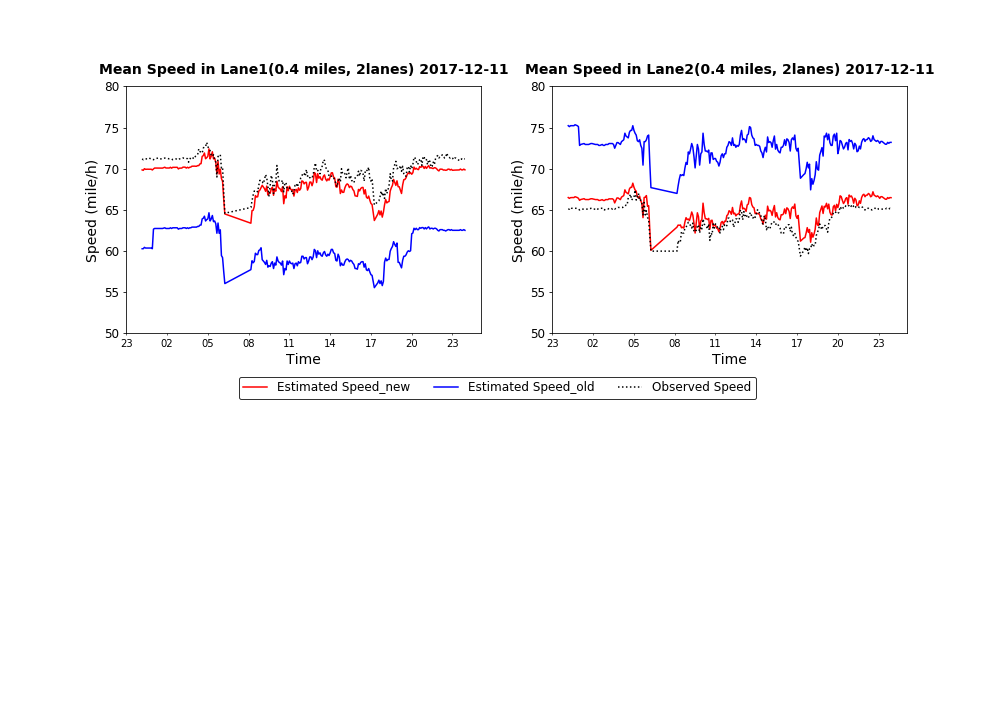 Mean Speed in Lane1(0.4 miles, 2lanes) 2017-12-11
80
75
70
65
60
55
50
Speed (mile/h)
23 02 05 08 11 14 17 20 23
Time
Mean Speed in Lane2(0.4 miles, 2lanes) 2017-12-11
80
75
70
65
60
55
50
Speed (mile/h)
23 02 05 08 11 14 17 20 23
Time
Estimated Speed_new Estimated Speed_old Observed Speed